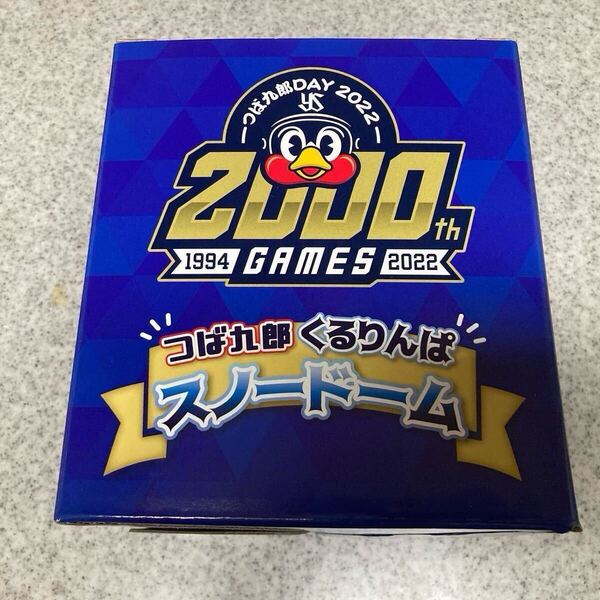 つば九郎DAY 2022
YS
2000th
1994 GAMES 2022
つば九郎 くるりんぱ
スノードーム